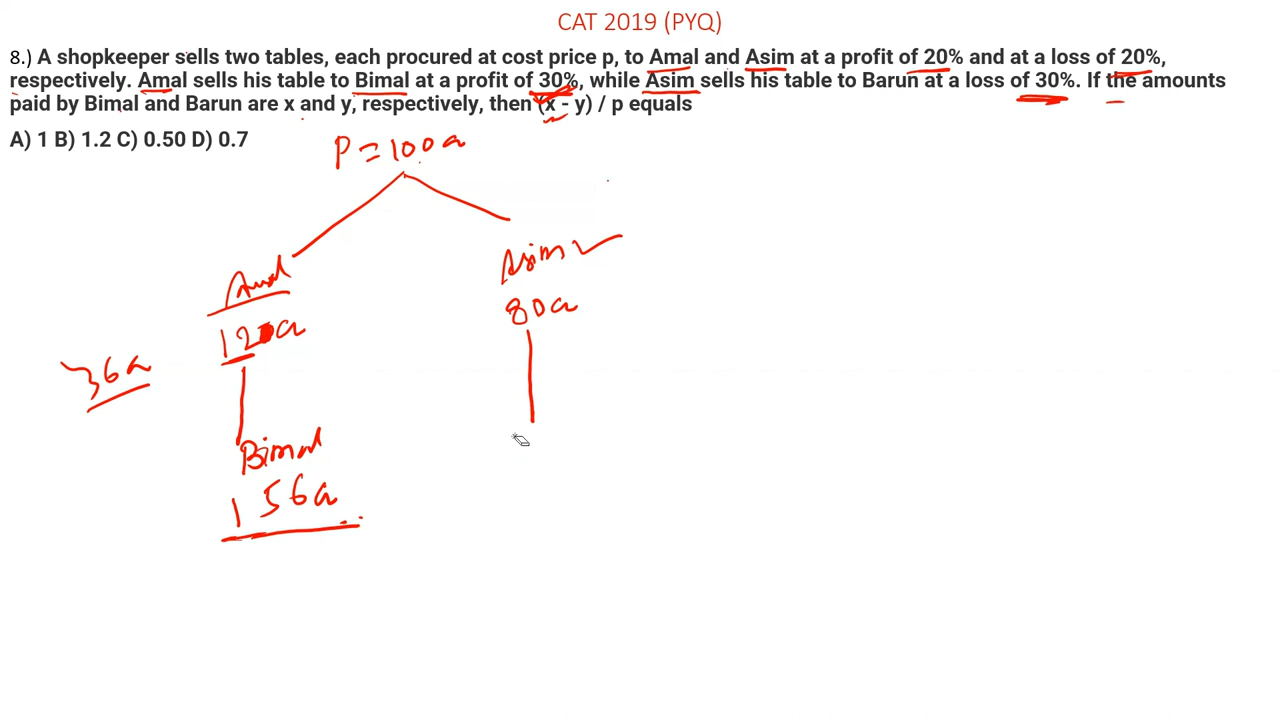 CAT 2019 (PYQ)
8.) A shopkeeper sells two tables, each procured at cost price p, to Amal and Asim at a profit of 20% and at a loss of 20%,
respectively. Amal sells his table to Bimal at a profit of 30%, while Asim sells his table to Barun at a loss of 30%. If the amounts
paid by Bimal and Barun are x and y, respectively, then (x - y) / p equals
A) 1 B) 1.2 C) 0.50 D) 0.7
P = 100a
Amal
Asim
120a
80a
36a
Bimal
156a